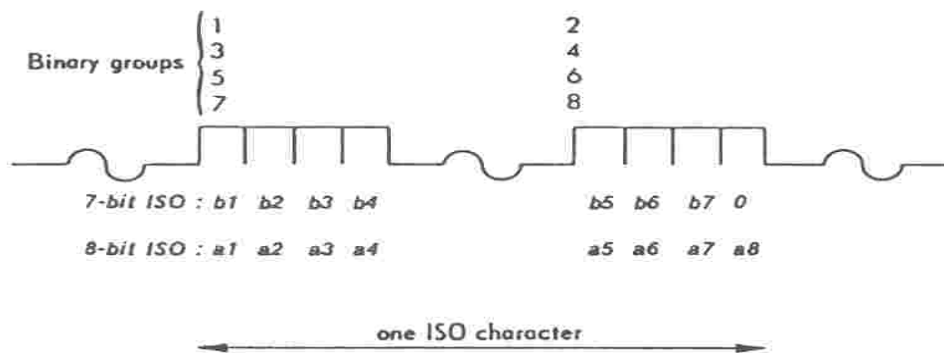 1 2
3 4
Binary groups
5 6
7 8
7-bit ISO : b1 b2 b3 b4 b5 b6 b7 0
8-bit ISO : a1 a2 a3 a4 a5 a6 a7 a8
one ISO character